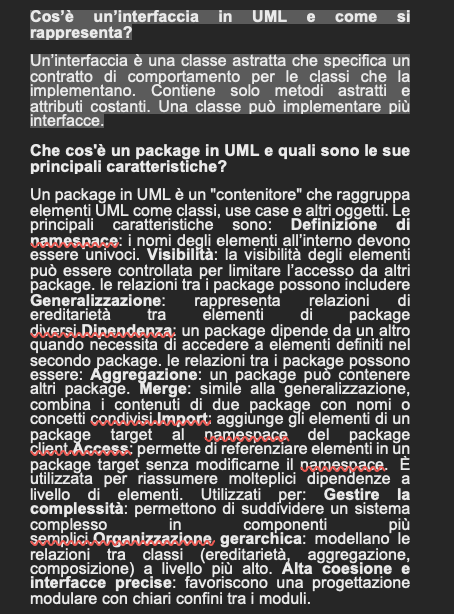 Cos’è un’interfaccia in UML e come si
rappresenta?
Un’interfaccia è una classe astratta che specifica un
contratto di comportamento per le classi che la
implementano. Contiene solo metodi astratti e
attributi costanti. Una classe può implementare più
interfacce.
Che cos'è un package in UML e quali sono le sue
principali caratteristiche?
Un package in UML è un "contenitore" che raggruppa
elementi UML come classi, use case e altri oggetti. Le
principali caratteristiche sono: Definizione di
namespace: i nomi degli elementi all’interno devono
essere univoci. Visibilità: la visibilità degli elementi
può essere controllata per limitare l’accesso da altri
package. le relazioni tra i package possono includere
Generalizzazione: rappresenta relazioni di
ereditarietà tra elementi di package
diversi.Dipendenza: un package dipende da un altro
quando necessita di accedere a elementi definiti nel
secondo package. le relazioni tra i package possono
essere: Aggregazione: un package può contenere
altri package. Merge: simile alla generalizzazione,
combina i contenuti di due package con nomi o
concetti condivisi.Import: aggiunge gli elementi di un
package target al namespace del package
client.Access: permette di referenziare elementi in un
package target senza modificarne il namespace. È
utilizzata per riassumere molteplici dipendenze a
livello di elementi. Utilizzati per: Gestire la
complessità: permettono di suddividere un sistema
complesso in componenti più
semplici.Organizzazione gerarchica: modellano le
relazioni tra classi (ereditarietà, aggregazione,
composizione) a livello più alto. Alta coesione e
interfacce precise: favoriscono una progettazione
modulare con chiari confini tra i moduli.